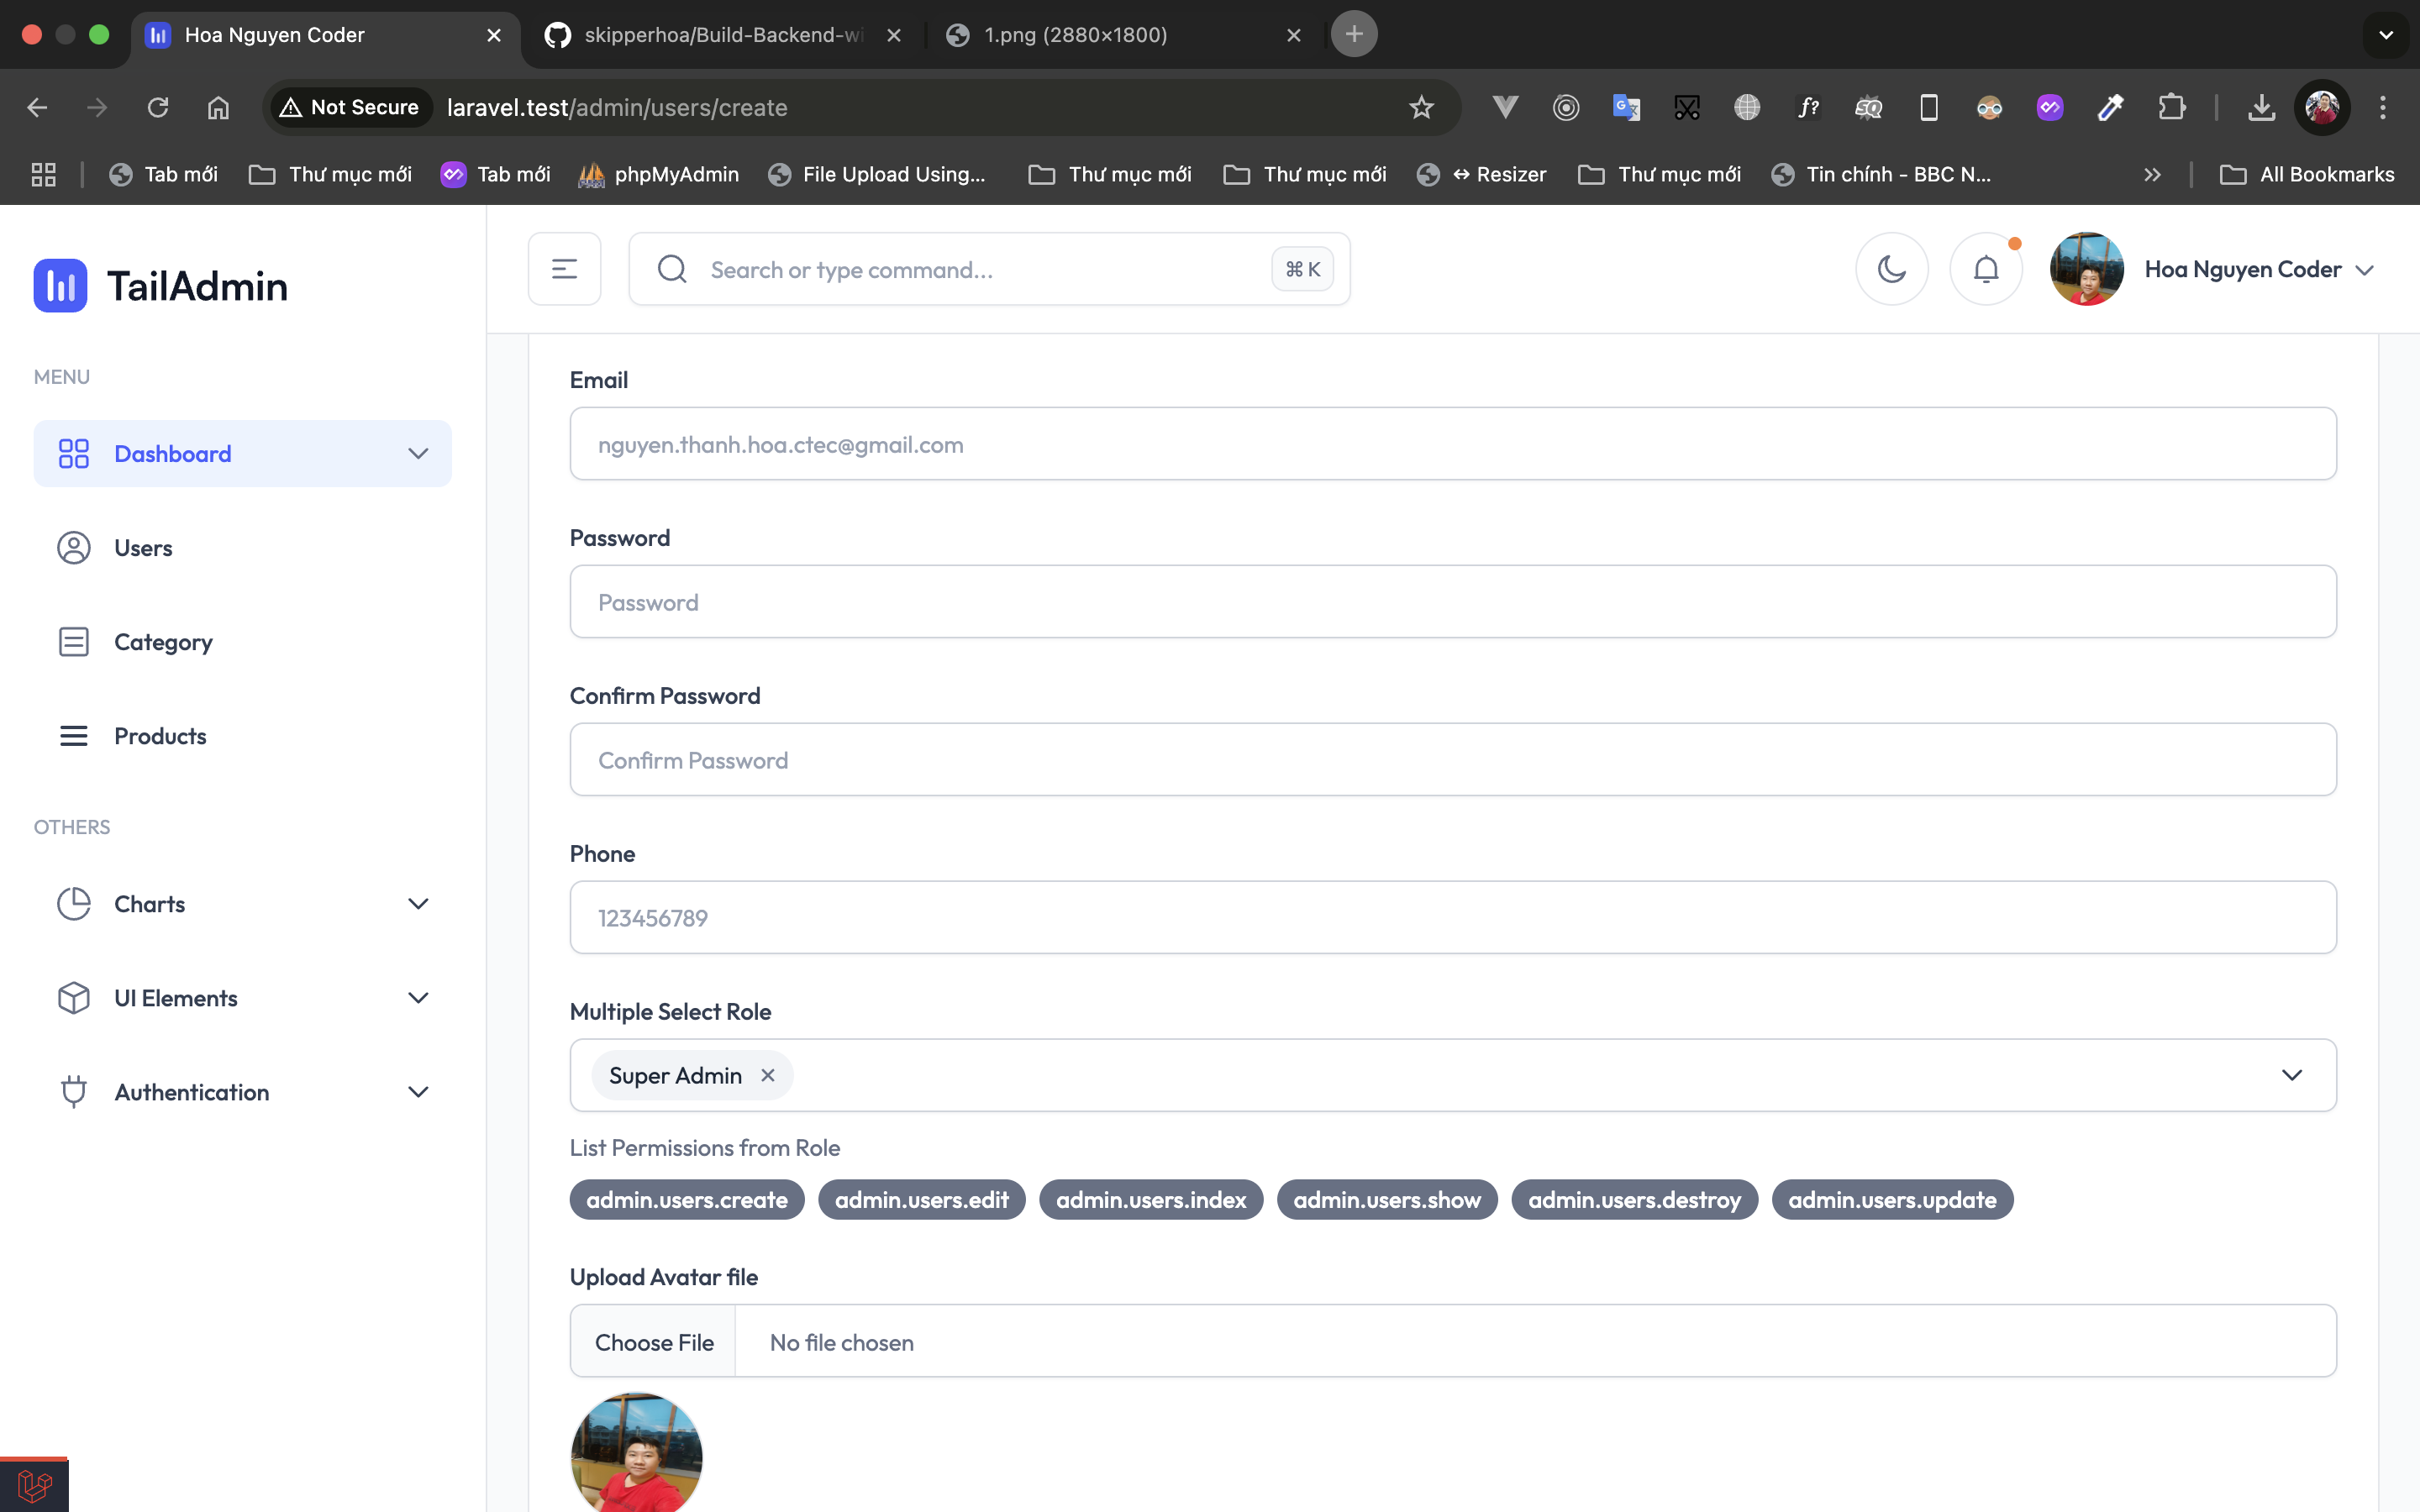 Hoa Nguyen Coder
skipperhoa/Build-Backend-wi
1.png (2880×1800)
Not Secure
laravel.test/admin/users/create
Tab mới
Thư mục mới
Tab mới
phpMyAdmin
File Upload Using...
Thư mục mới
Thư mục mới
↔ Resizer
Thư mục mới
Tin chính - BBC N...
All Bookmarks
TailAdmin
Search or type command...
⌘ K
Hoa Nguyen Coder
MENU
Dashboard
Users
Category
Products
OTHERS
Charts
UI Elements
Authentication
Email
nguyen.thanh.hoa.ctec@gmail.com
Password
Password
Confirm Password
Confirm Password
Phone
123456789
Multiple Select Role
Super Admin
List Permissions from Role
admin.users.create admin.users.edit admin.users.index admin.users.show admin.users.destroy admin.users.update
Upload Avatar file
Choose File No file chosen